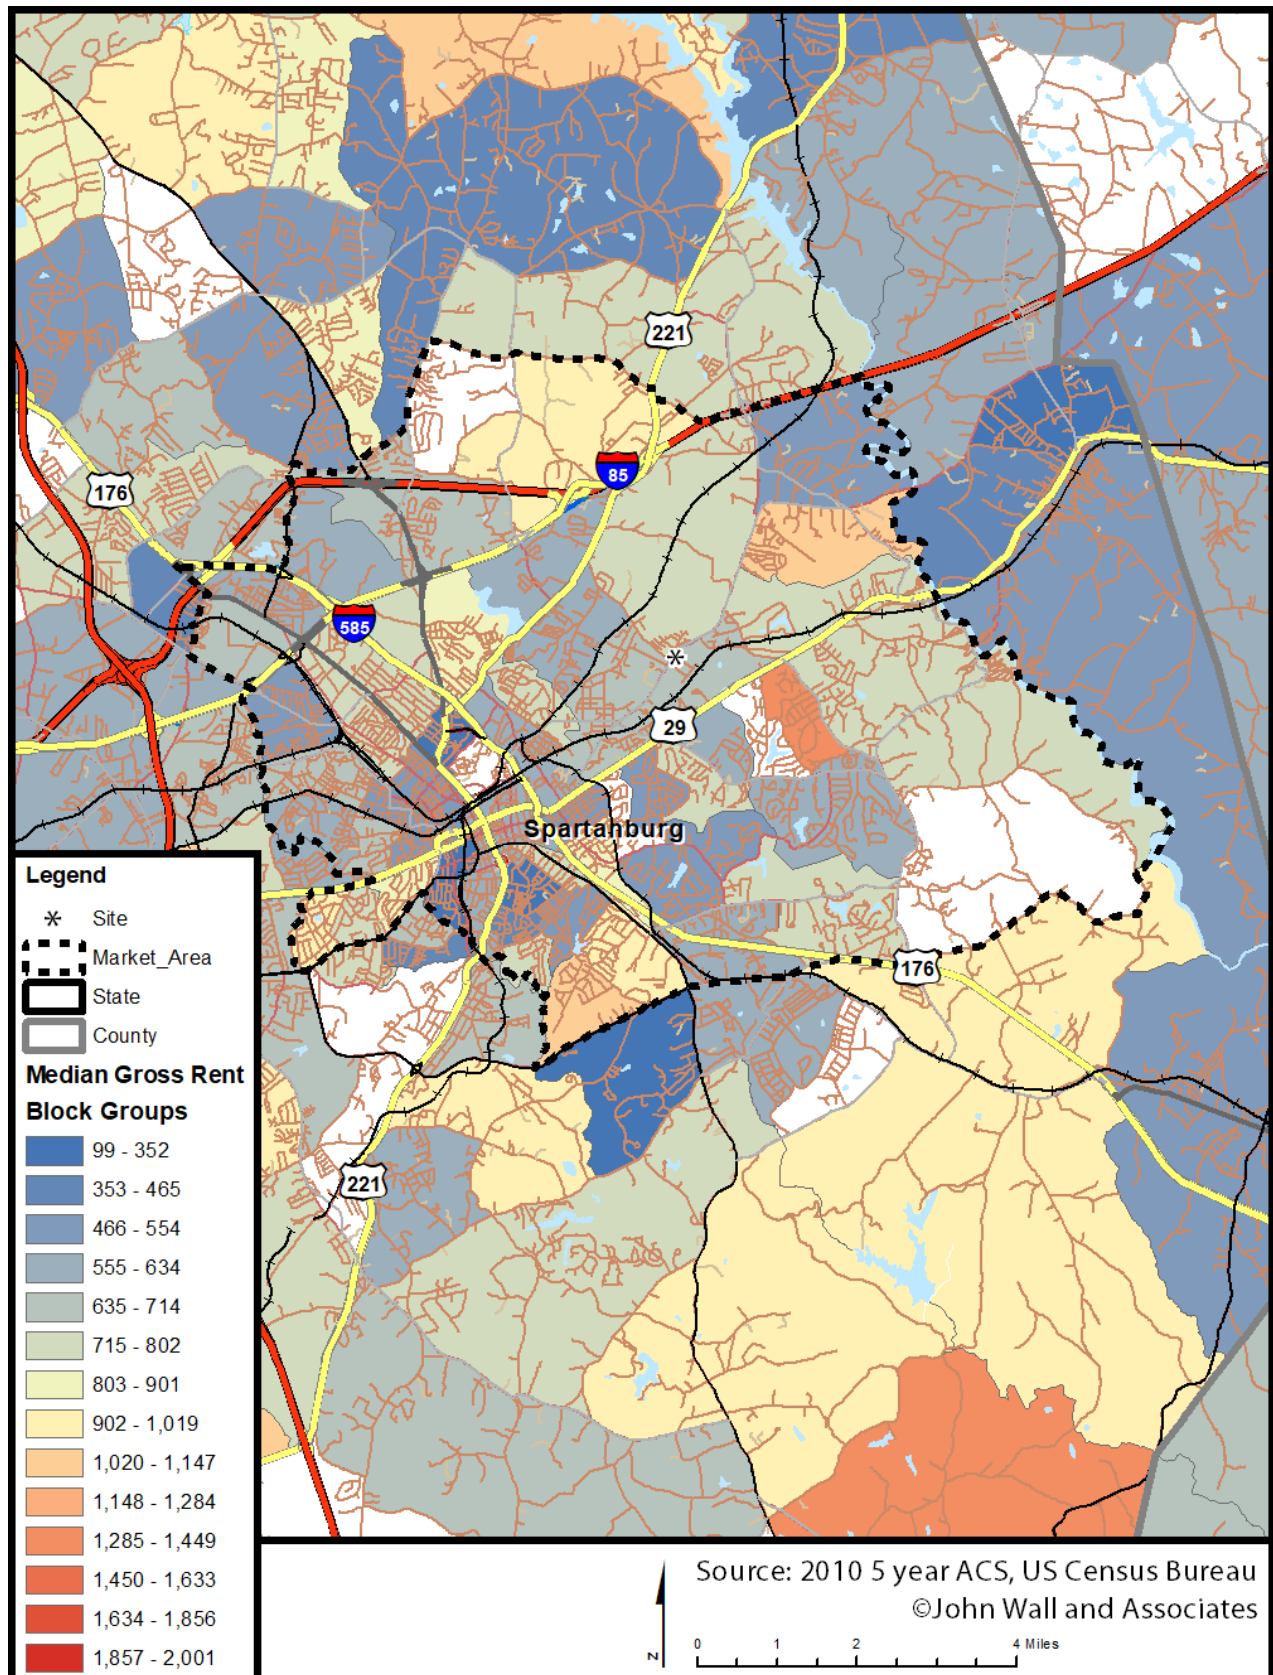 221
85
176
585
29
Spartanburg
176
221
Legend
Site
Market_Area
State
County
Median Gross Rent
Block Groups
99 - 352
353 - 465
466 - 554
555 - 634
635 - 714
715 - 802
803 - 901
902 - 1,019
1,020 - 1,147
1,148 - 1,284
1,285 - 1,449
1,450 - 1,633
1,634 - 1,856
1,857 - 2,001
Source: 2010 5 year ACS, US Census Bureau
©John Wall and Associates
N
0 1 2 4 Miles